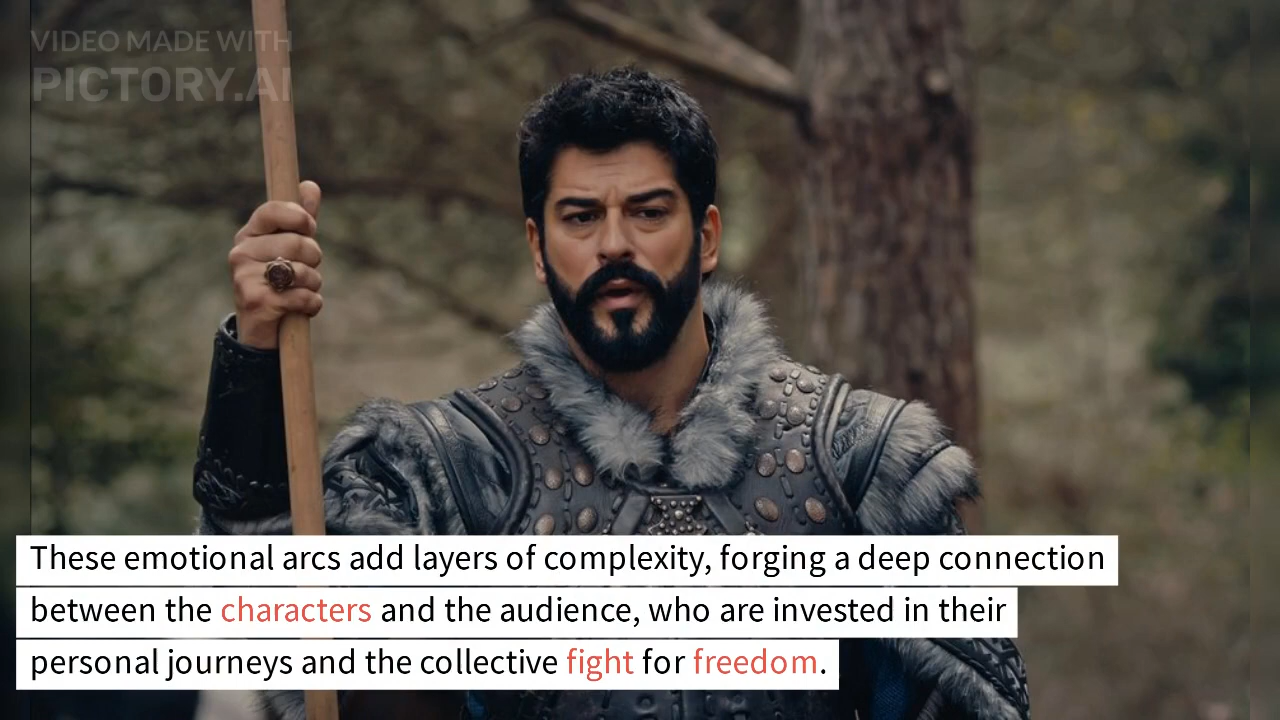 VIDEO MADE WITH
PICTORY.AI
These emotional arcs add layers of complexity, forging a deep connection
between the characters and the audience, who are invested in their
personal journeys and the collective fight for freedom.